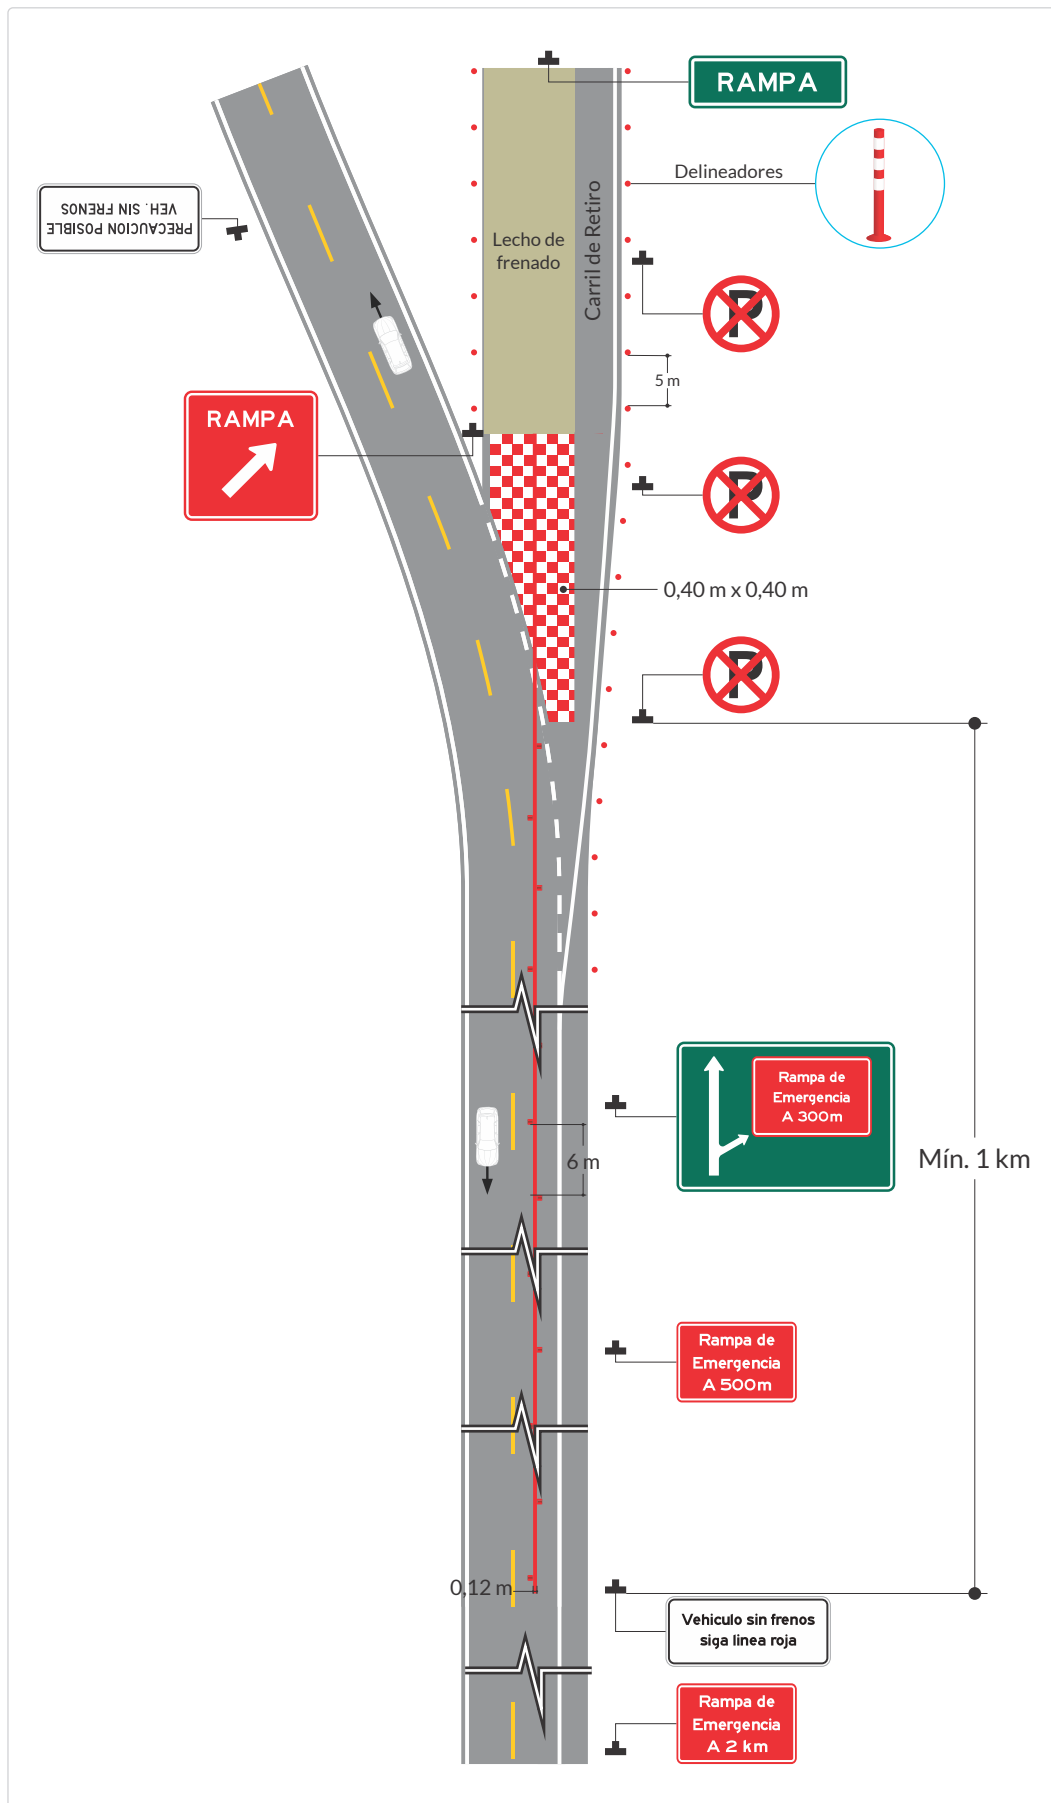 RAMPA
Delineadores
PRECAUCION POSIBLE
VEH. SIN FRENOS
Lecho de
frenado
Carril de Retiro
P
5 m
RAMPA
P
0,40 m x 0,40 m
P
Rampa de
Emergencia
A 300m
Mín. 1 km
6 m
Rampa de
Emergencia
A 500m
0,12 m
Vehiculo sin frenos
siga linea roja
Rampa de
Emergencia
A 2 km